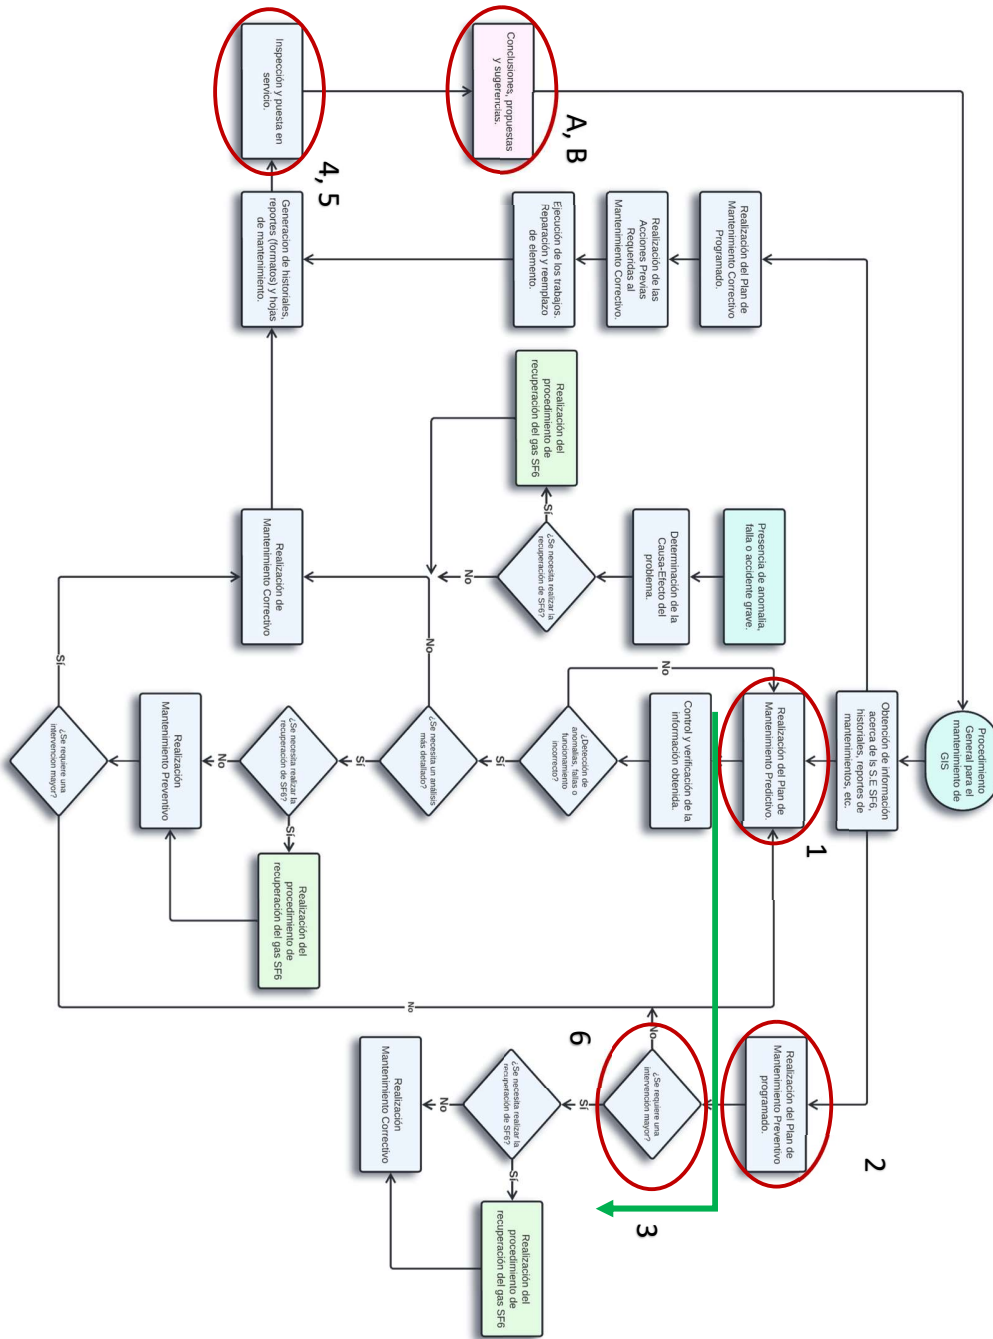 Procedimiento
General para el
mantenimiento de
GIS
Obtención de información
acerca de ls S.E SF6,
historiales, reportes de
mantenimientos, etc.
Realización del Plan de
Mantenimiento Correctivo
Programado.
Realización de las
Acciones Previas
Requeridas al
Mantenimiento Correctivo.
Ejecución de los trabajos.
Reparación y reemplazo
de elemento.
Generacion de historiales,
reportes (formatos) y hojas
de mantenimiento.
Inspección y puesta en
servicio.
4, 5
Conclusiones, propuestas
y sugerencias.
A, B
Presencia de anomalia,
falla o accidente grave.
Determinación de la
Causa-Efecto del
problema.
¿Se necesita realizar la
recuperación de SF6?
Sí
No
Realización del
procedimiento de
recuperación del gas SF6
Realización de
Mantenimiento Correctivo
Realización del Plan de
Mantenimiento Predictivo.
1
Control y verificación de la
información obtenida.
¿Detección de
anomalias, fallas o
funcionamiento
incorrecto?
No
Sí
¿Se necesita un análisis
más detallado?
No
Sí
¿Se necesita realizar la
recuperación de SF6?
Sí
No
Realización del
procedimiento de
recuperación del gas SF6
Realización
Mantenimiento Preventivo
¿Se requiere una
intervención mayor?
Sí
No
Realización del Plan de
Mantenimiento Preventivo
programado.
2
3
¿Se requiere una
intervención mayor?
6
No
Sí
¿Se necesita realizar la
recuperación de SF6?
Sí
No
Realización del
procedimiento de
recuperación del gas SF6
Realización
Mantenimiento Correctivo